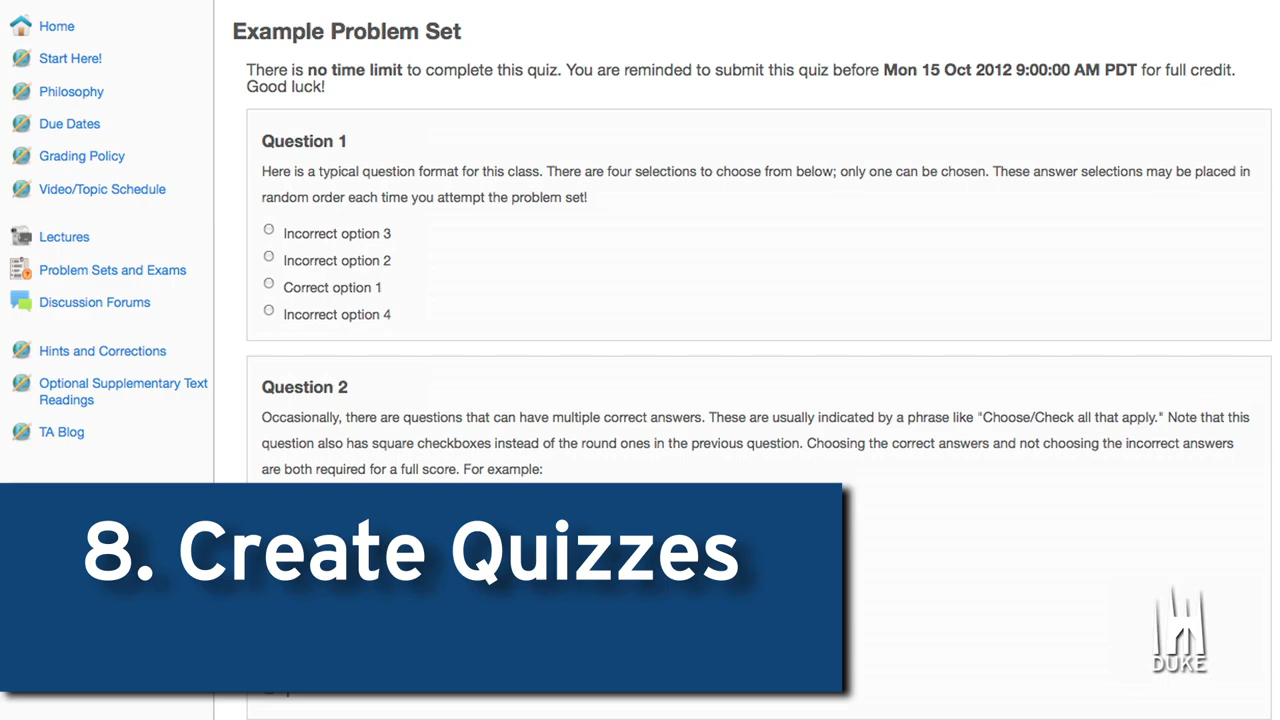 Home
Start Here!
Philosophy
Due Dates
Grading Policy
Video/Topic Schedule
Lectures
Problem Sets and Exams
Discussion Forums
Hints and Corrections
Optional Supplementary Text
Readings
TA Blog
Example Problem Set
There is no time limit to complete this quiz. You are reminded to submit this quiz before Mon 15 Oct 2012 9:00:00 AM PDT for full credit.
Good luck!
Question 1
Here is a typical question format for this class. There are four selections to choose from below; only one can be chosen. These answer selections may be placed in
random order each time you attempt the problem set!
Incorrect option 3
Incorrect option 2
Correct option 1
Incorrect option 4
Question 2
Occasionally, there are questions that can have multiple correct answers. These are usually indicated by a phrase like "Choose/Check all that apply." Note that this
question also has square checkboxes instead of the round ones in the previous question. Choosing the correct answers and not choosing the incorrect answers
are both required for a full score. For example:
8. Create Quizzes
DUKE